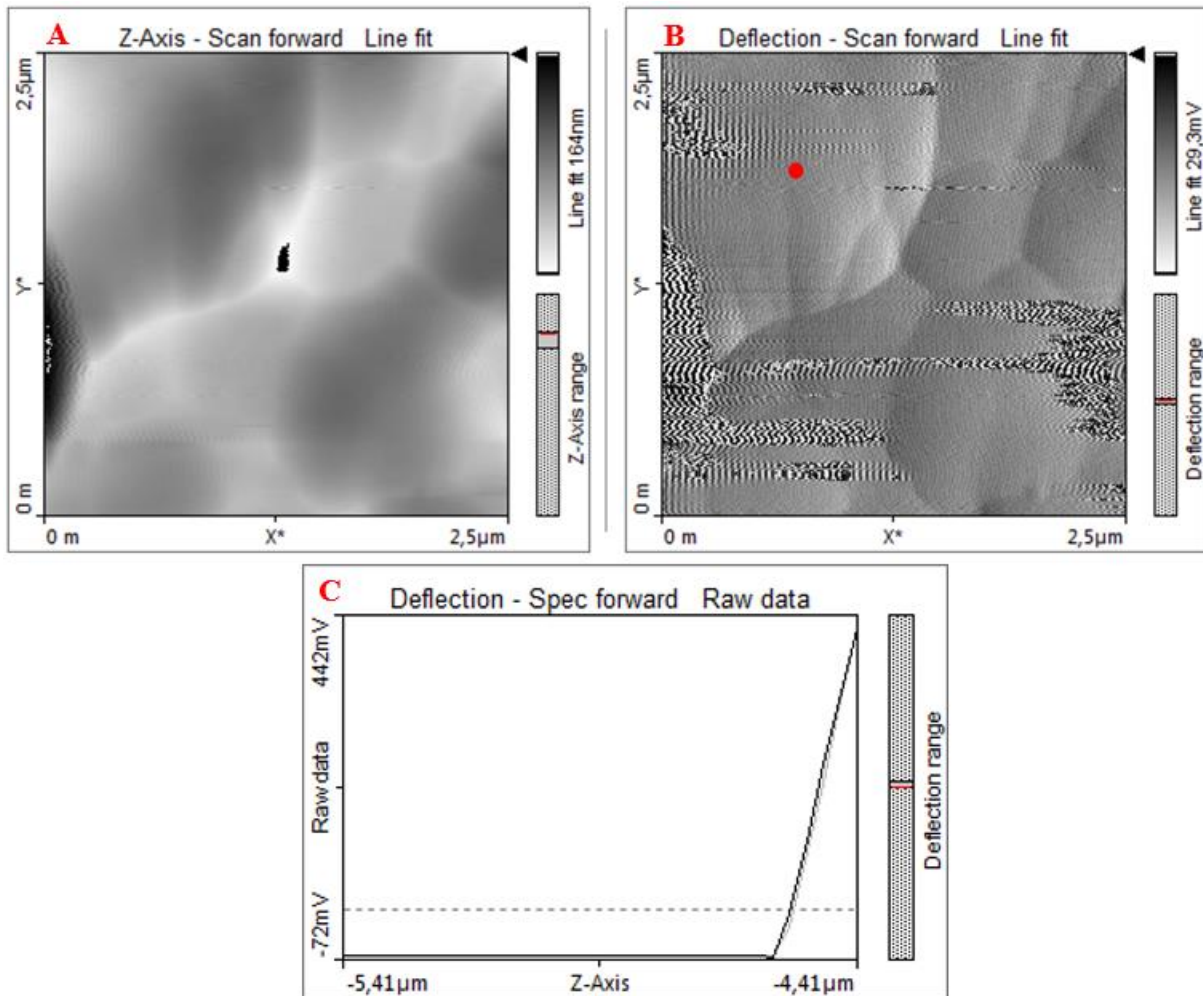 A
Z-Axis - Scan forward Line fit
2,5µm
Y*
0 m
0 m
X*
2,5µm
Line fit 164nm
Z-Axis range
B
Deflection - Scan forward Line fit
2,5µm
Y*
0 m
0 m
X*
2,5µm
Line fit 29,3mV
Deflection range
C
Deflection - Spec forward Raw data
442mV
Raw data
-72mV
-5,41µm
Z-Axis
-4,41µm
Deflection range